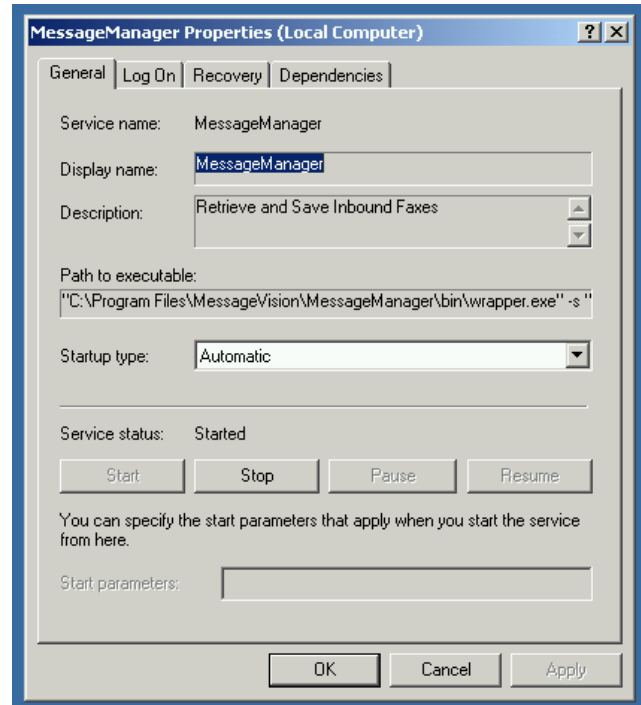 MessageManager Properties (Local Computer)
General Log On Recovery Dependencies
Service name: MessageManager
Display name: MessageManager
Description: Retrieve and Save Inbound Faxes
Path to executable:
"C:\Program Files\MessageVision\MessageManager\bin\wrapper.exe" -s "
Startup type: Automatic
Service status: Started
Start Stop Pause Resume
You can specify the start parameters that apply when you start the service
from here.
Start parameters:
OK Cancel Apply